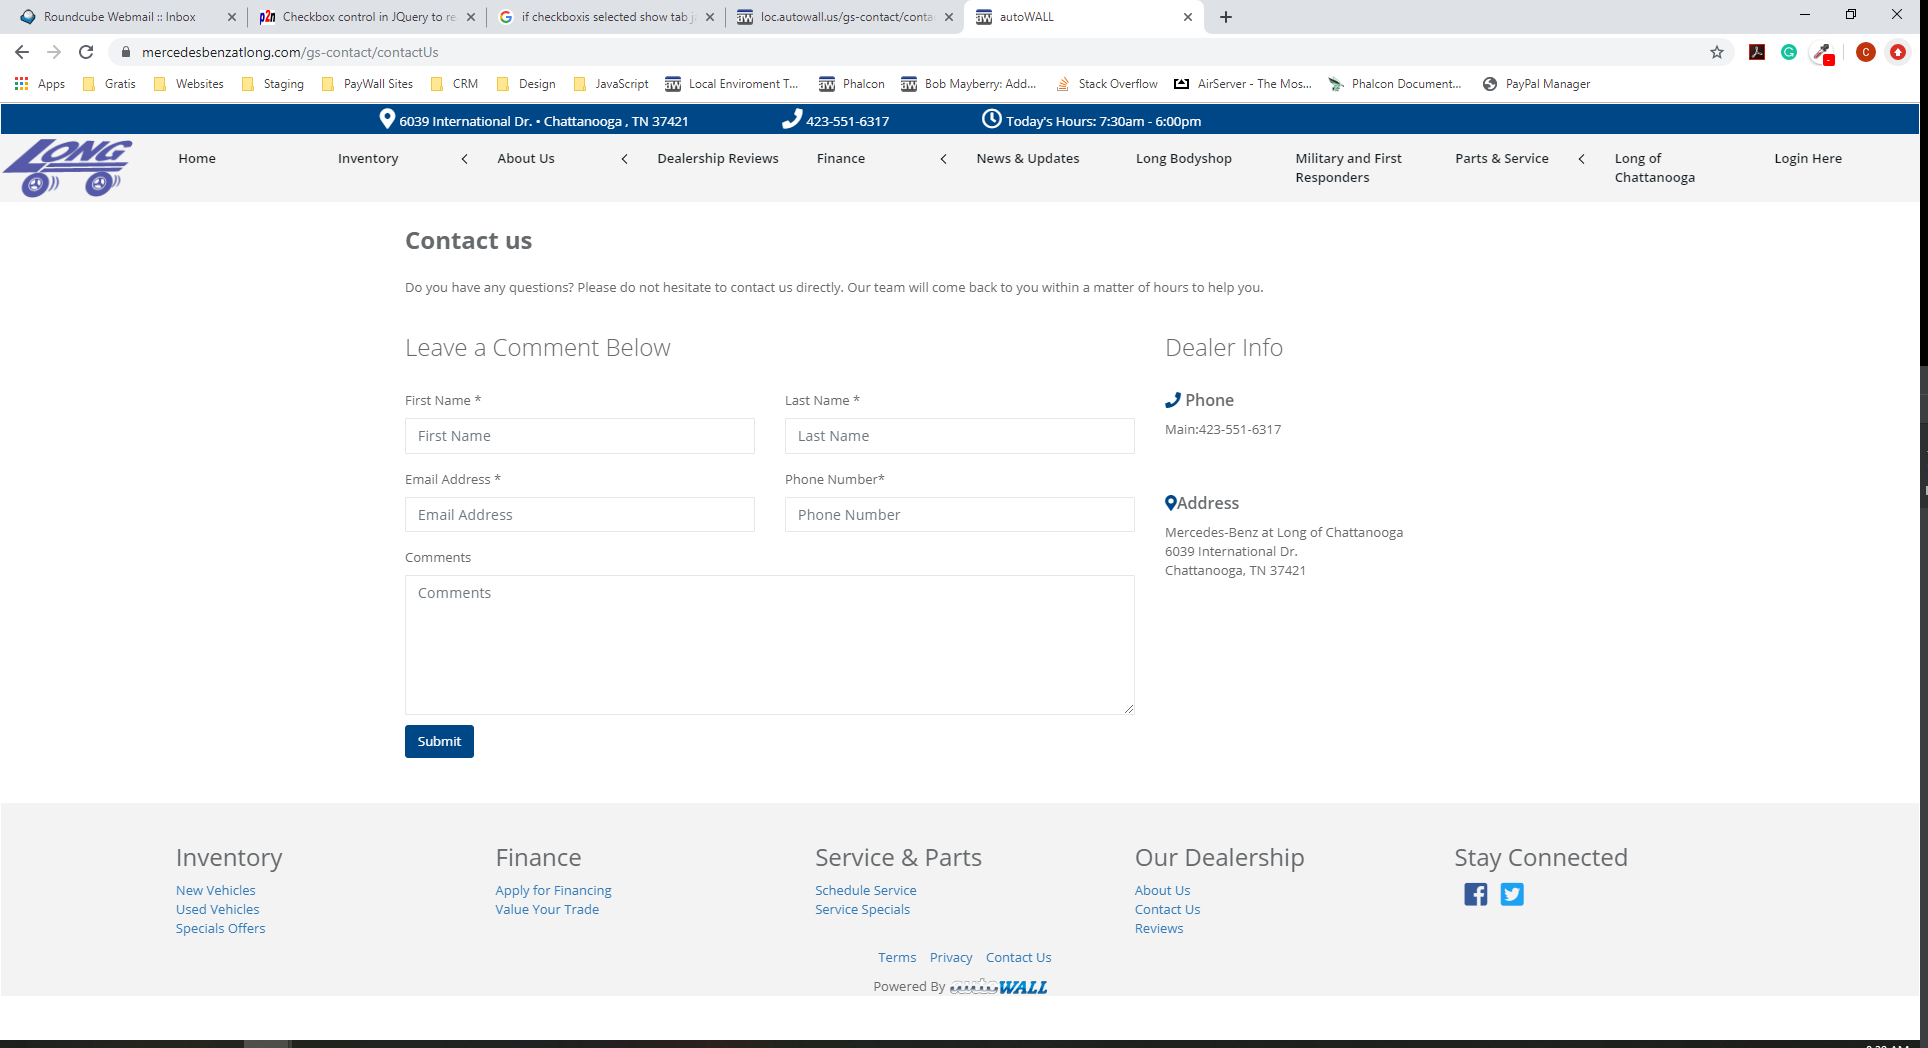 Roundcube Webmail :: Inbox
Checkbox control in JQuery to re
if checkboxis selected show tab j
loc.autowall.us/gs-contact/conta
autoWALL
mercedesbenzatlong.com/gs-contact/contactUs
Apps Gratis Websites Staging PayWall Sites CRM Design JavaScript Local Enviroment T... Phalcon Bob Mayberry: Add... Stack Overflow AirServer - The Mos... Phalcon Document... PayPal Manager
6039 International Dr. • Chattanooga , TN 37421 423-551-6317 Today's Hours: 7:30am - 6:00pm
LONG
Home Inventory About Us Dealership Reviews Finance News & Updates Long Bodyshop Military and First Responders Parts & Service Long of Chattanooga Login Here
Contact us
Do you have any questions? Please do not hesitate to contact us directly. Our team will come back to you within a matter of hours to help you.
Leave a Comment Below
First Name * Last Name *
First Name Last Name
Email Address * Phone Number*
Email Address Phone Number
Comments
Comments
Submit
Dealer Info
Phone
Main:423-551-6317
Address
Mercedes-Benz at Long of Chattanooga
6039 International Dr.
Chattanooga, TN 37421
Inventory
New Vehicles
Used Vehicles
Specials Offers
Finance
Apply for Financing
Value Your Trade
Service & Parts
Schedule Service
Service Specials
Our Dealership
About Us
Contact Us
Reviews
Stay Connected
Terms Privacy Contact Us
Powered By autoWALL